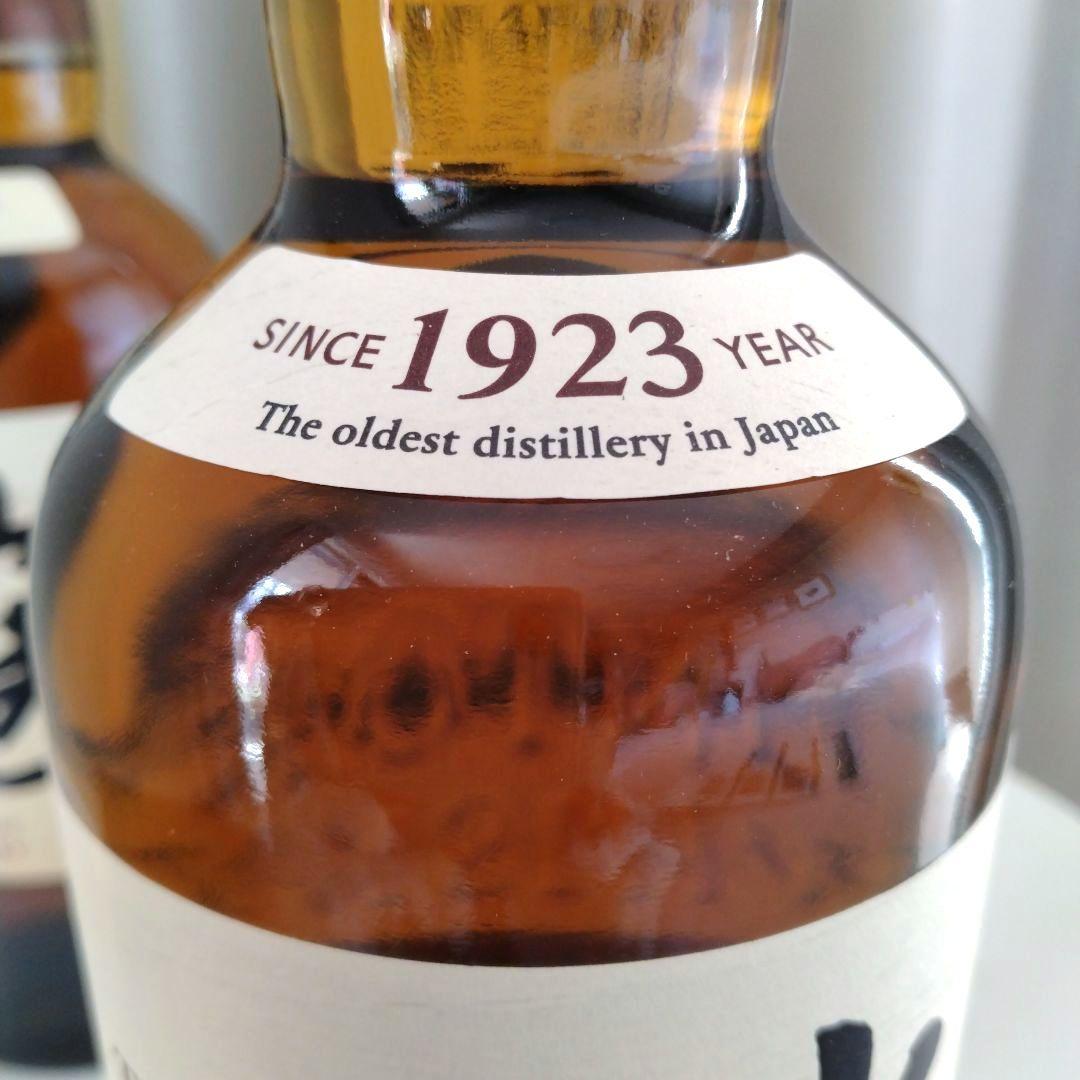 SINCE 1923 YEAR
The oldest distillery in Japan